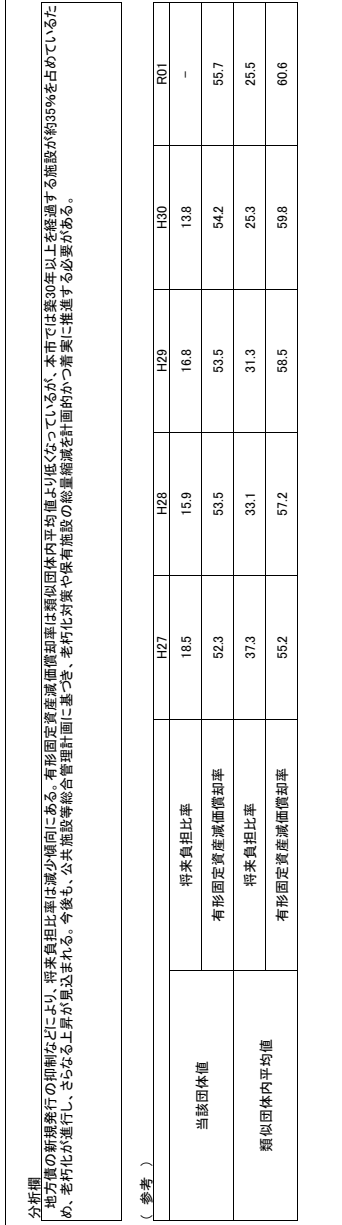 分析欄
地方債の新規発行の抑制などにより、将来負担比率は減少傾向にある。有形固定資産減価償却率は類似団体内平均値より低くなっているが、本市では築30年以上を経過する施設が約35%を占めているた
め、老朽化が進行し、さらなる上昇が見込まれる。今後も、公共施設等総合管理計画に基づき、老朽化対策や保有施設の総量縮減を計画的かつ着実に推進する必要がある。
（ 参考 ）
H27 H28 H29 H30 R01
当該団体値 将来負担比率 18.5 15.9 16.8 13.8 －
有形固定資産減価償却率 52.3 53.5 53.5 54.2 55.7
類似団体内平均値 将来負担比率 37.3 33.1 31.3 25.3 25.5
有形固定資産減価償却率 55.2 57.2 58.5 59.8 60.6